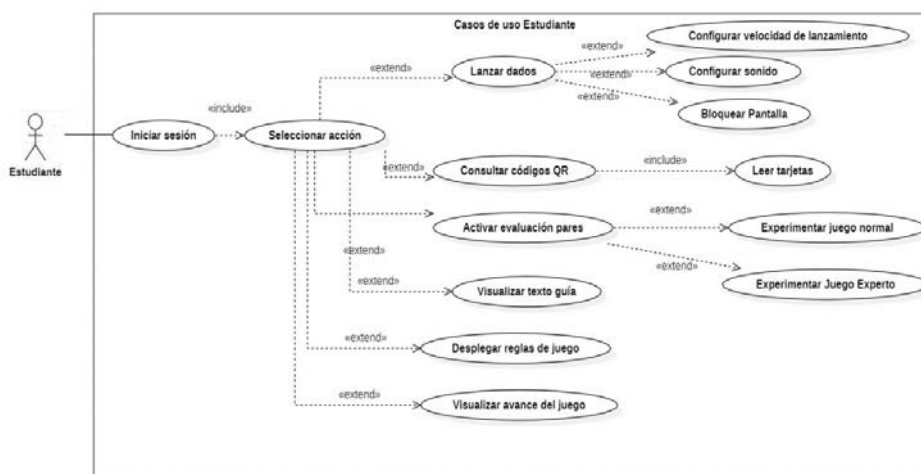 Casos de uso Estudiante
Configurar velocidad de lanzamiento
«extend»
«extend»
Lanzar dados
«extend»
Configurar sonido
«extend»
Bloquear Pantalla
«include»
Iniciar sesión
Seleccionar acción
Estudiante
«extend»
Consultar códigos QR
«include»
Leer tarjetas
«extend»
Activar evaluación pares
Experimentar juego normal
«extend»
«extend»
Experimentar Juego Experto
Visualizar texto guía
«extend»
Desplegar reglas de juego
«extend»
Visualizar avance del juego